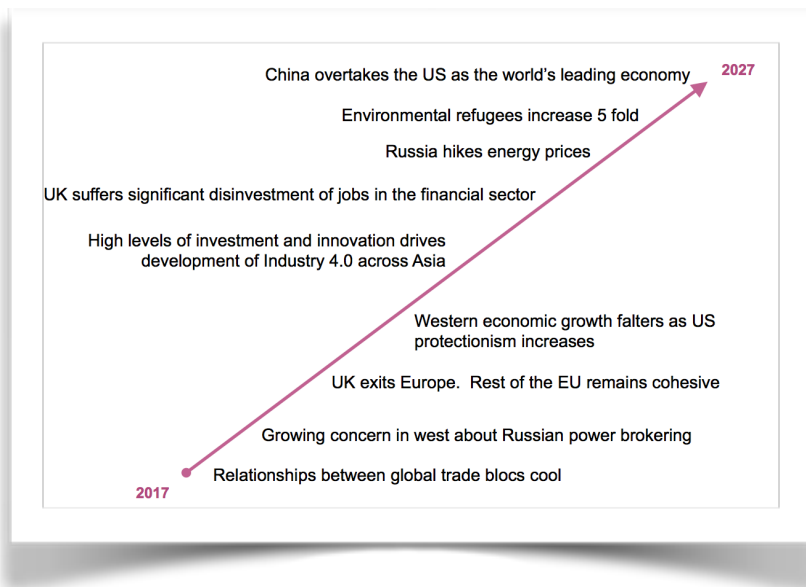 China overtakes the US as the world's leading economy
2027
Environmental refugees increase 5 fold
Russia hikes energy prices
UK suffers significant disinvestment of jobs in the financial sector
High levels of investment and innovation drives
development of Industry 4.0 across Asia
Western economic growth falters as US
protectionism increases
UK exits Europe.  Rest of the EU remains cohesive
Growing concern in west about Russian power brokering
Relationships between global trade blocs cool
2017